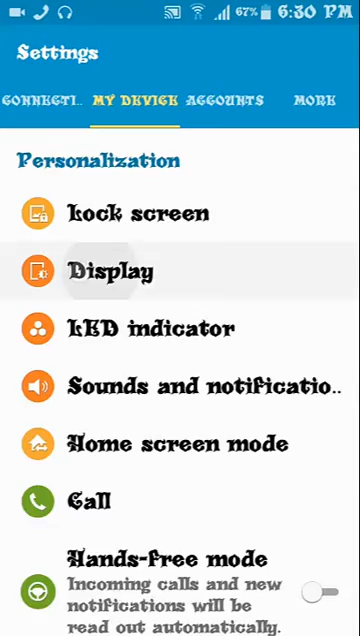 67% 6:30 PM
Settings
CONNECTI.. MY DEVICE ACCOUNTS MORE
Personalization
Lock screen
Display
LED indicator
Sounds and notificatio..
Home screen mode
Call
Hands-free mode
Incoming calls and new
notifications will be
read out automatically.